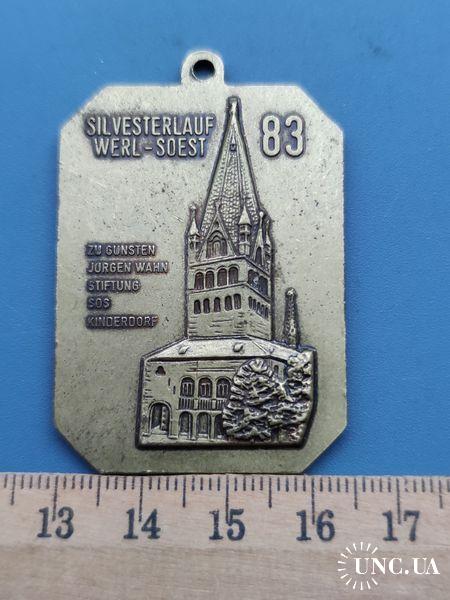 SILVESTERLAUF 83
WERL-SOEST
ZU GUNSTEN
JÜRGEN WAHN
STIFTUNG
SOS
KINDERDORF
13 14 15 16 17
UNC.UA